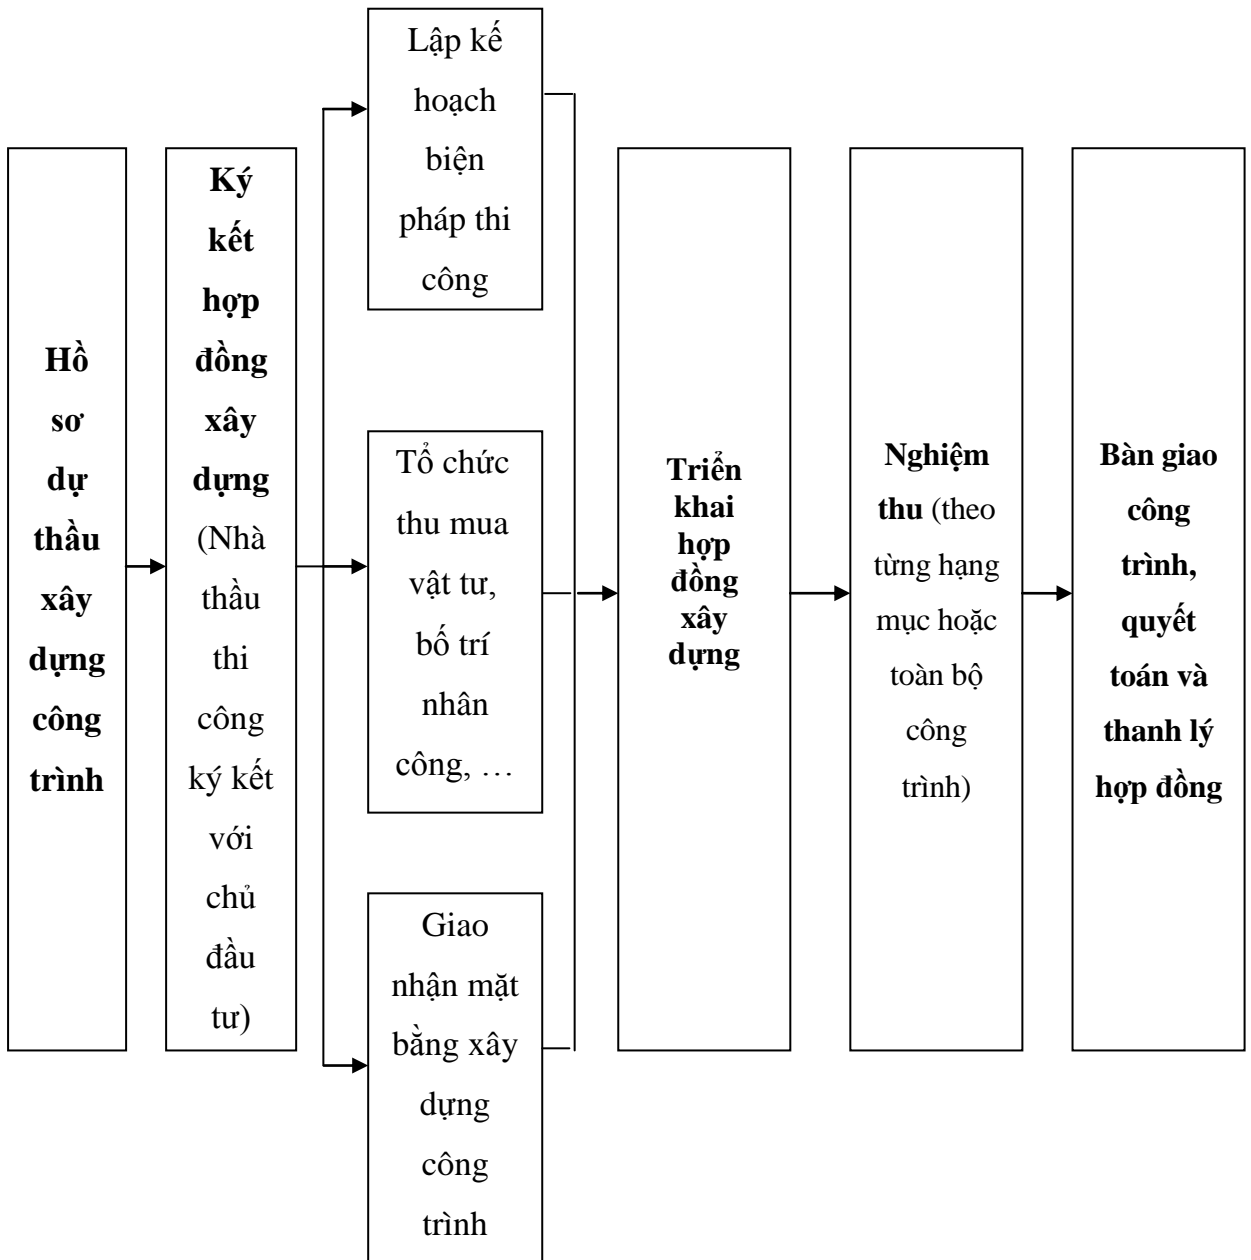 Hồ
sơ
dự
thầu
xây
dựng
công
trình
Ký
kết
hợp
đồng
xây
dựng
(Nhà
thầu
thi
công
ký kết
với
chủ
đầu
tư)
Lập kế
hoạch
biện
pháp thi
công
Tổ chức
thu mua
vật tư,
bố trí
nhân
công, …
Giao
nhận mặt
bằng xây
dựng
công
trình
Triển
khai
hợp
đồng
xây
dựng
Nghiệm
thu (theo
từng hạng
mục hoặc
toàn bộ
công
trình)
Bàn giao
công
trình,
quyết
toán và
thanh lý
hợp đồng